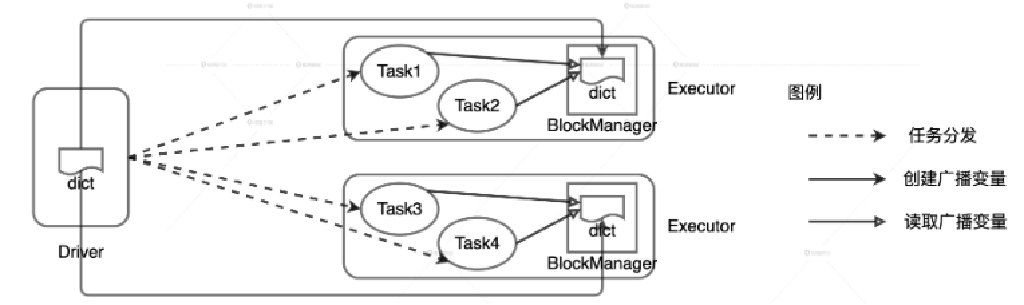 Task1
Task2
dict
BlockManager
Executor
dict
Driver
Task3
Task4
dict
BlockManager
Executor
图例
任务分发
创建广播变量
读取广播变量